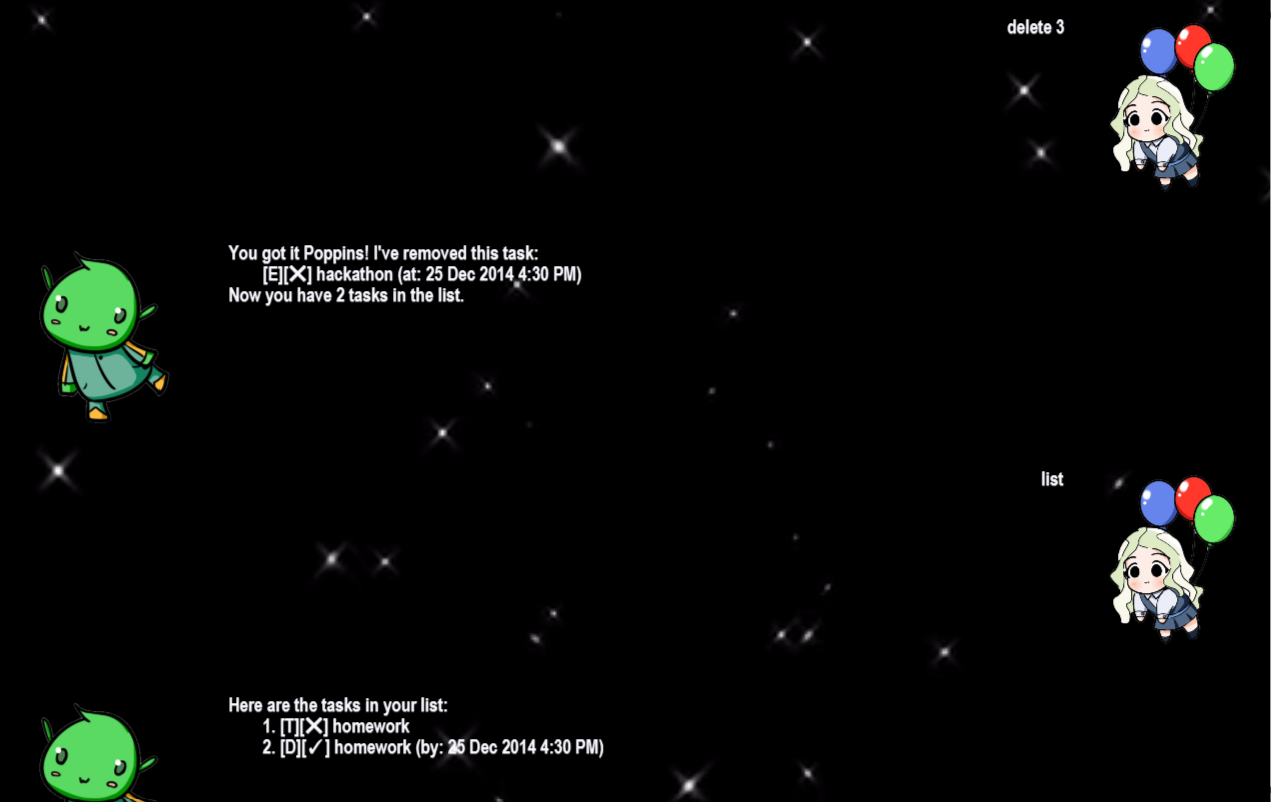 delete 3
You got it Poppins! I've removed this task:
[E][✕] hackathon (at: 25 Dec 2014 4:30 PM)
Now you have 2 tasks in the list.
list
Here are the tasks in your list:
1. [T][✕] homework
2. [D][✓] homework (by: 25 Dec 2014 4:30 PM)